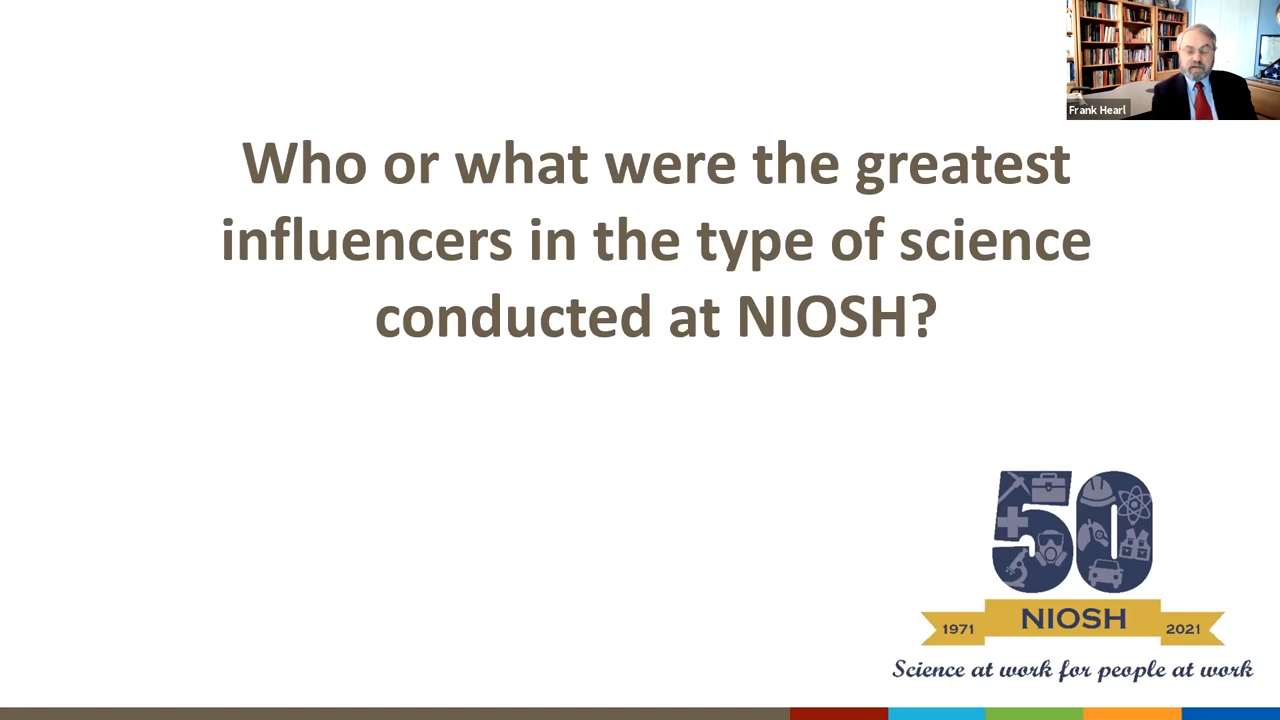 Frank Hearl
Who or what were the greatest
influencers in the type of science
conducted at NIOSH?
50
NIOSH
1971
2021
Science at work for people at work